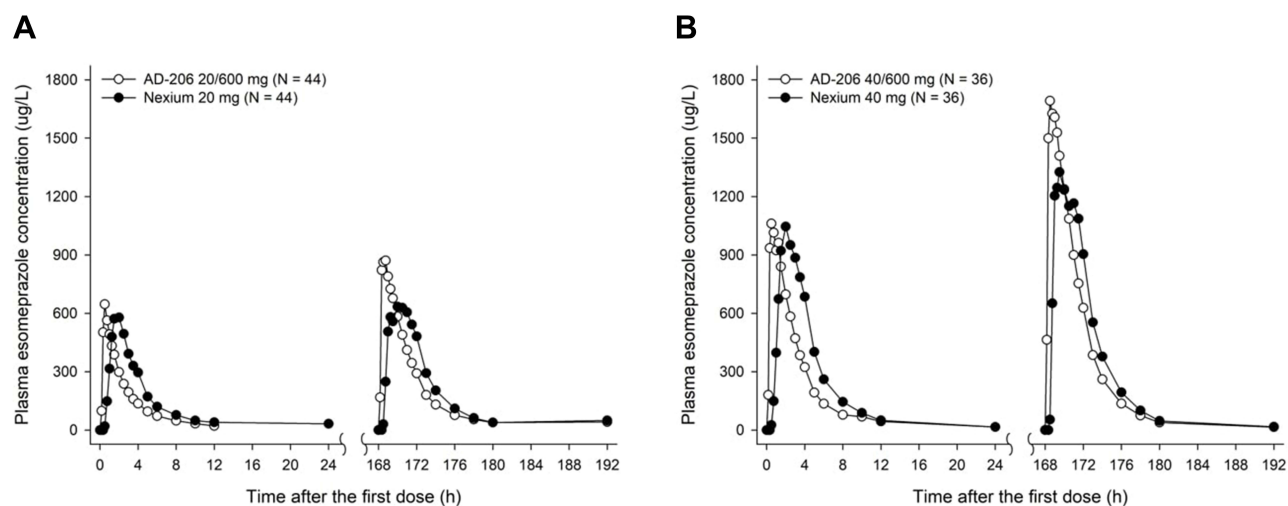 A
AD-206 20/600 mg (N = 44)
Nexium 20 mg (N = 44)
Plasma esomeprazole concentration (ug/L)
1800
1500
1200
900
600
300
0
0 4 8 12 16 20 24 168 172 176 180 184 188 192
Time after the first dose (h)
B
AD-206 40/600 mg (N = 36)
Nexium 40 mg (N = 36)
Plasma esomeprazole concentration (ug/L)
1800
1500
1200
900
600
300
0
0 4 8 12 16 20 24 168 172 176 180 184 188 192
Time after the first dose (h)